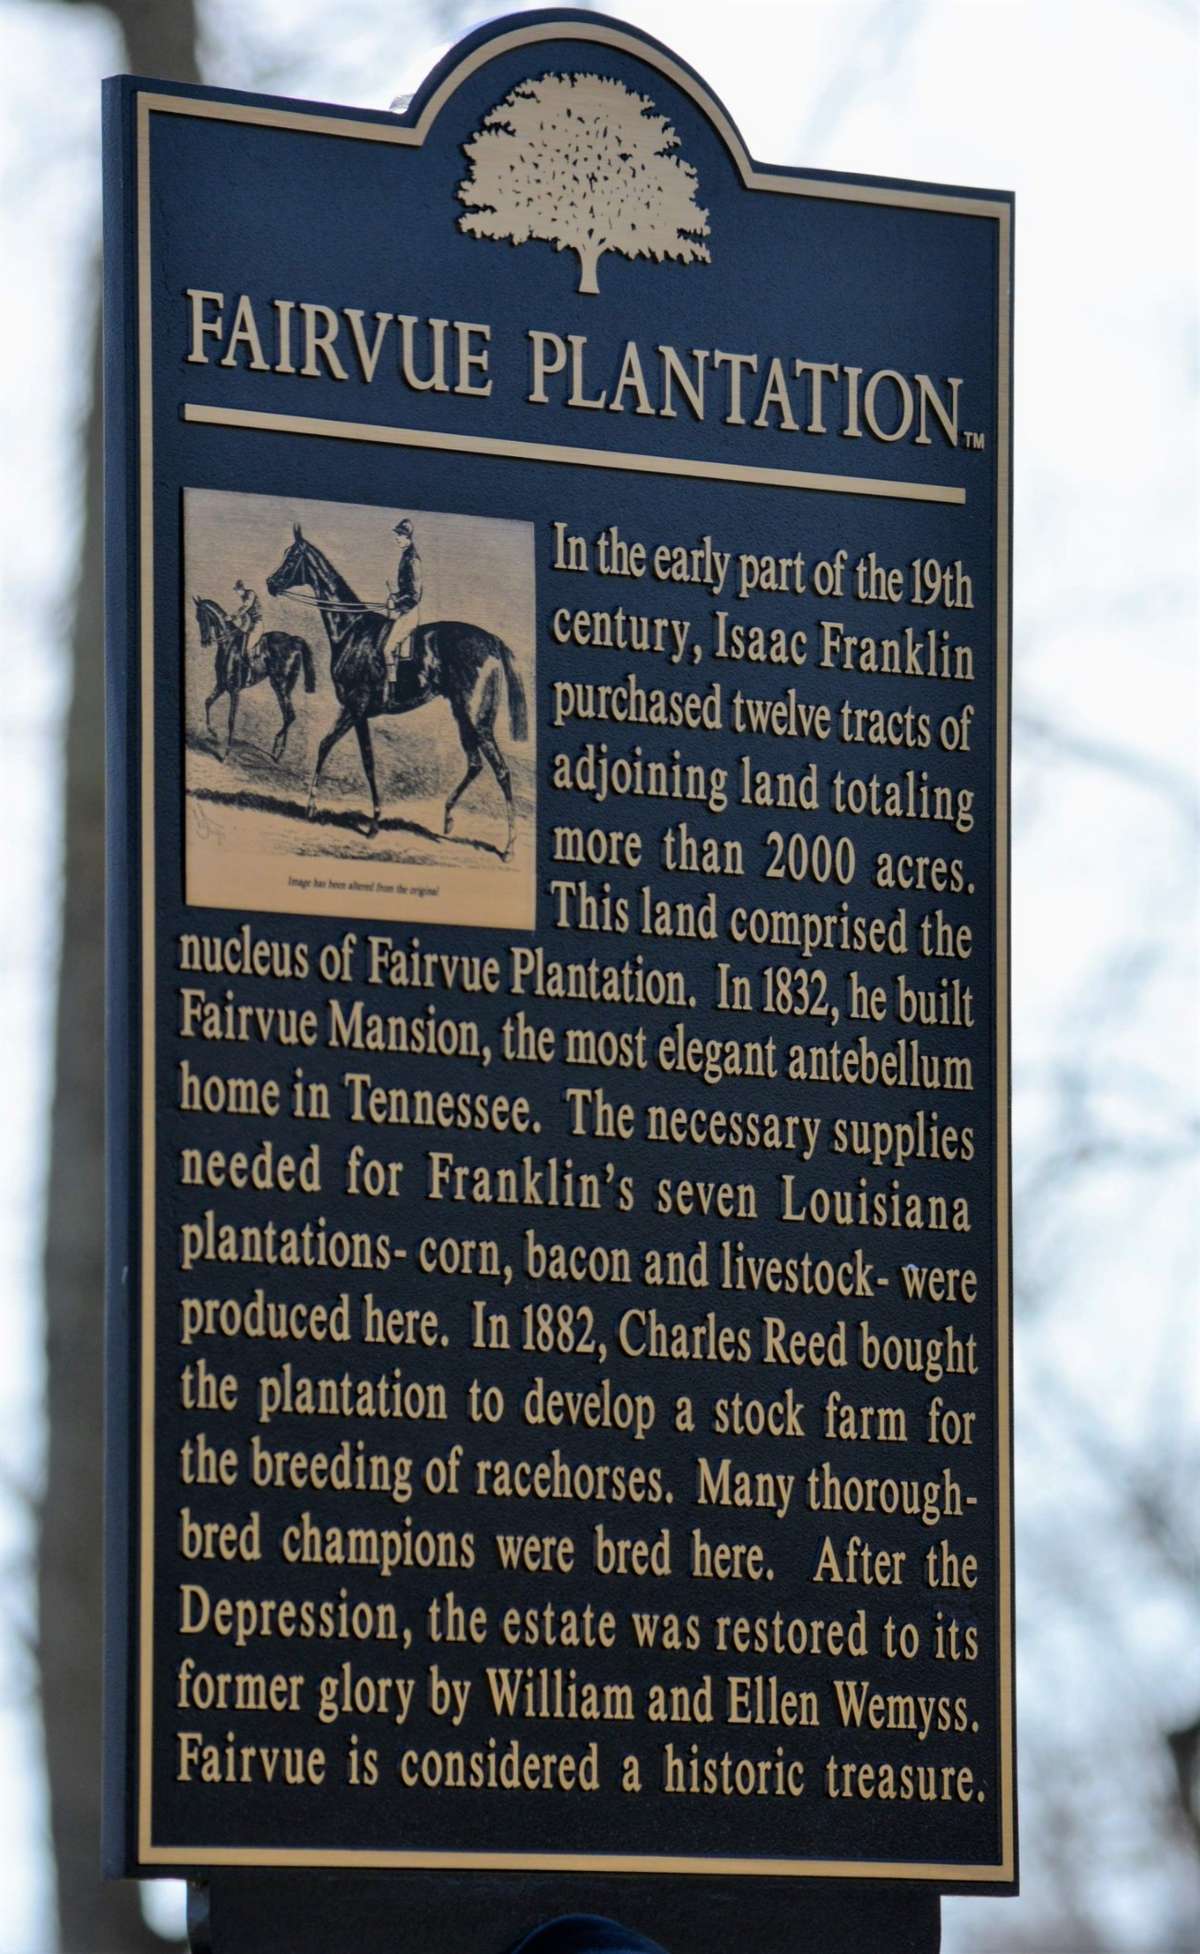 FAIRVUE PLANTATION™
In the early part of the 19th
century, Isaac Franklin
purchased twelve tracts of
adjoining land totaling
more than 2000 acres.
This land comprised the
Image has been altered from the original
nucleus of Fairvue Plantation. In 1832, he built
Fairvue Mansion, the most elegant antebellum
home in Tennessee. The necessary supplies
needed for Franklin's seven Louisiana
plantations- corn, bacon and livestock- were
produced here. In 1882, Charles Reed bought
the plantation to develop a stock farm for
the breeding of racehorses. Many thorough-
bred champions were bred here. After the
Depression, the estate was restored to its
former glory by William and Ellen Wemyss.
Fairvue is considered a historic treasure.